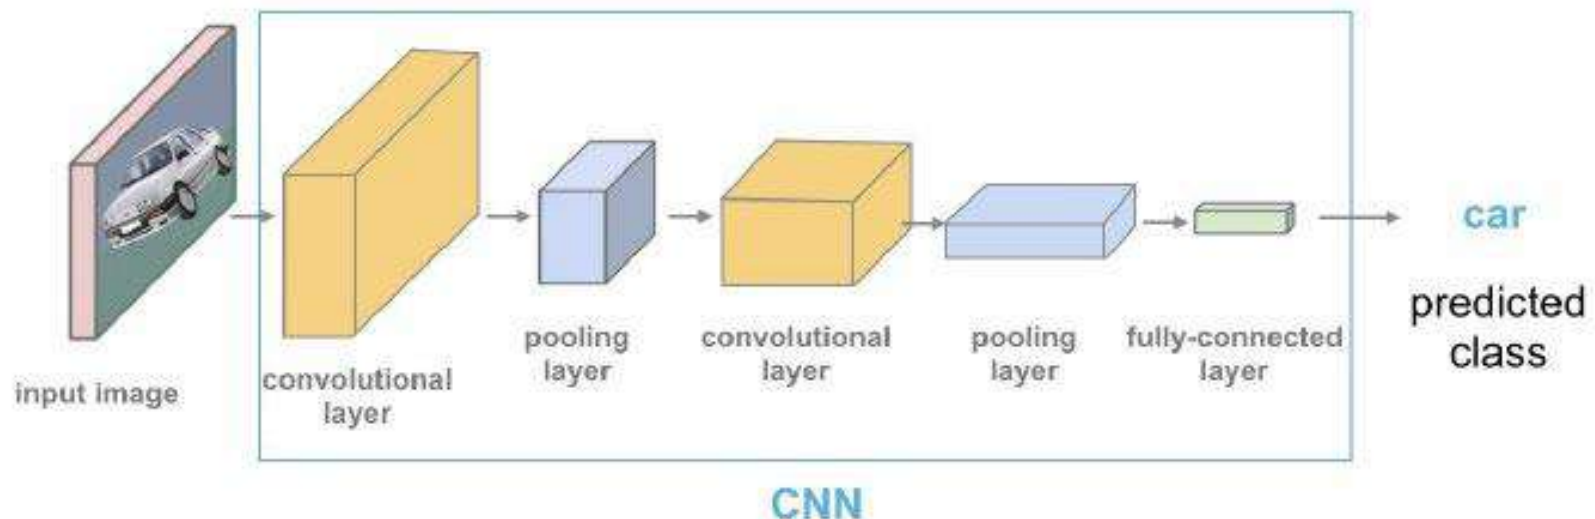 input image
convolutional
layer
pooling
layer
convolutional
layer
pooling
layer
fully-connected
layer
car
predicted
class
CNN